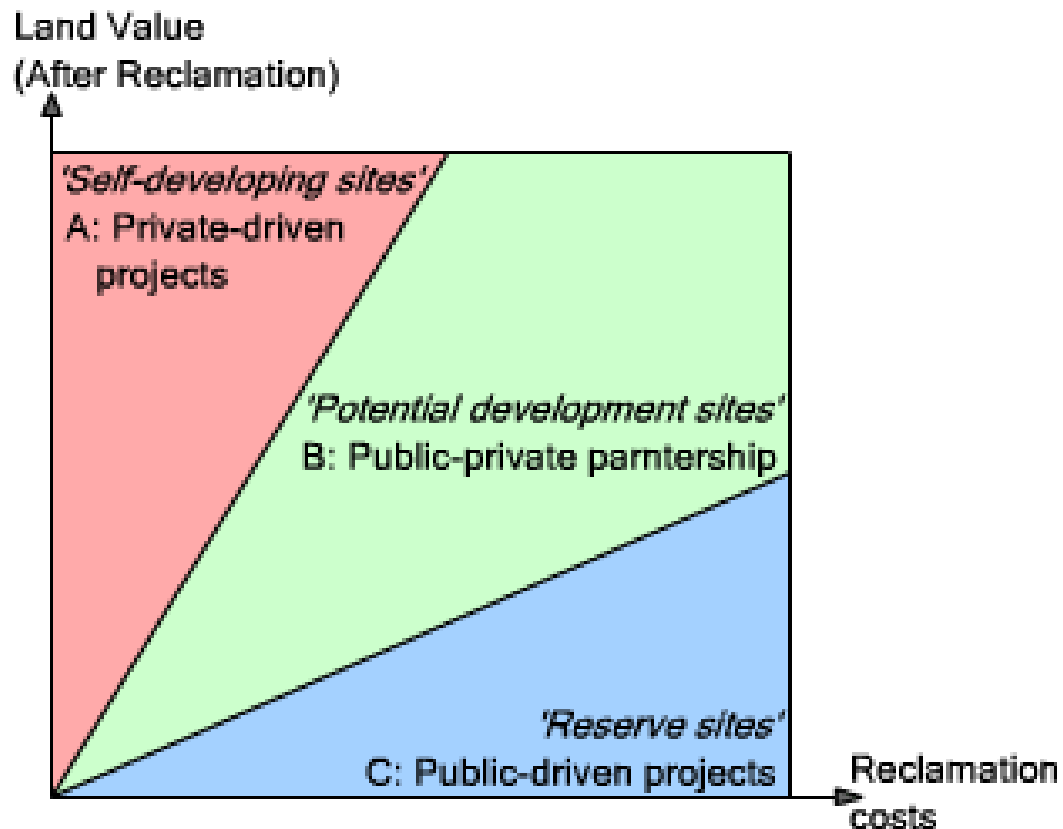 Land Value
(After Reclamation)
'Self-developing sites'
A: Private-driven
projects
'Potential development sites'
B: Public-private parntership
'Reserve sites'
C: Public-driven projects
Reclamation
costs